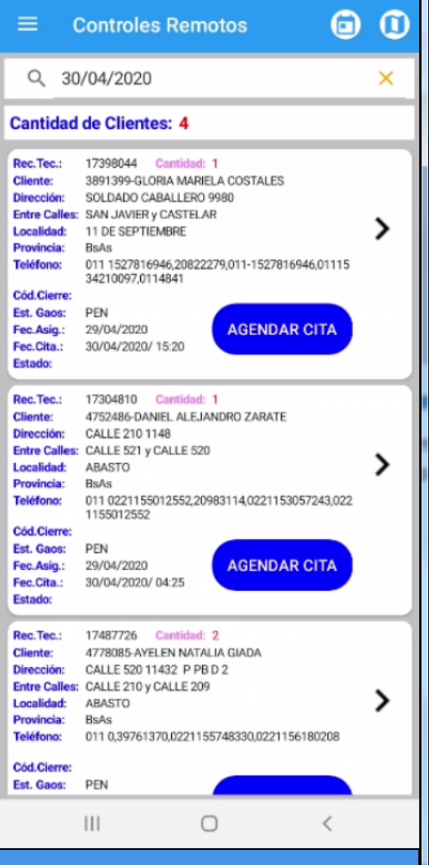 Controles Remotos
30/04/2020
Cantidad de Clientes: 4
Rec.Tec.: 17398044 Cantidad: 1
Cliente: 3891399-GLORIA MARIELA COSTALES
Dirección: SOLDADO CABALLERO 9980
Entre Calles: SAN JAVIER y CASTELAR
Localidad: 11 DE SEPTIEMBRE
Provincia: BsAs
Teléfono: 011 1527816946,20822279,011-1527816946,01115
34210097,0114841
Cód.Cierre:
Est. Gaos: PEN
Fec.Asig.: 29/04/2020
AGENDAR CITA
Fec.Cita.: 30/04/2020/ 15:20
Estado:
Rec.Tec.: 17304810 Cantidad: 1
Cliente: 4752486-DANIEL ALEJANDRO ZARATE
Dirección: CALLE 210 1148
Entre Calles: CALLE 521 y CALLE 520
Localidad: ABASTO
Provincia: BsAs
Teléfono: 011 0221155012552,20983114,0221153057243,022
1155012552
Cód.Cierre:
Est. Gaos: PEN
Fec.Asig.: 29/04/2020
AGENDAR CITA
Fec.Cita.: 30/04/2020/ 04:25
Estado:
Rec.Tec.: 17487726 Cantidad: 2
Cliente: 4778085-AYELEN NATALIA GIADA
Dirección: CALLE 520 11432 P PB D 2
Entre Calles: CALLE 210 y CALLE 209
Localidad: ABASTO
Provincia: BsAs
Teléfono: 011 0,39761370,0221155748330,0221156180208
Cód.Cierre:
Est. Gaos: PEN